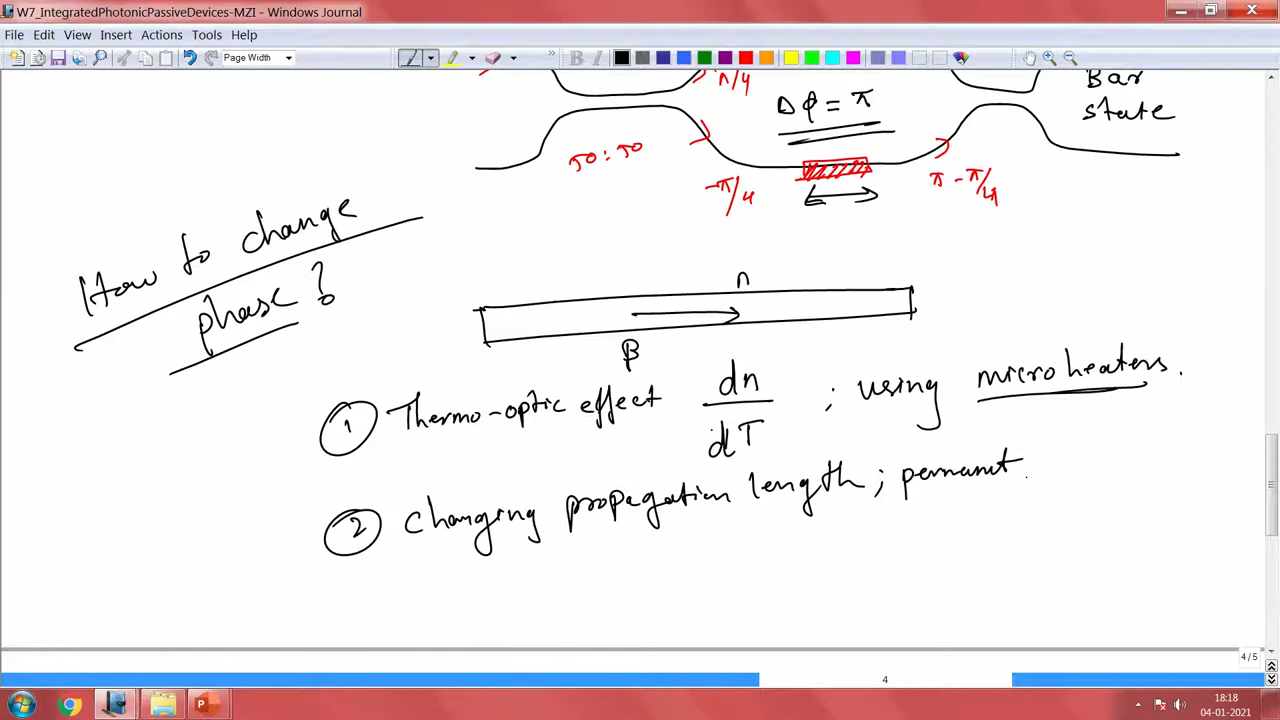 W7_IntegratedPhotonicPassiveDevices-MZI - Windows Journal
File Edit View Insert Actions Tools Help
Page Width
π/4
Bar
state
Δφ = π
50:50
-π/4
π - π/4
How to change
phase?
n
β
① Thermo-optic effect dn/dT ; using microheaters.
② changing propagation length; permannt.
4/5
4
18:18
04-01-2021